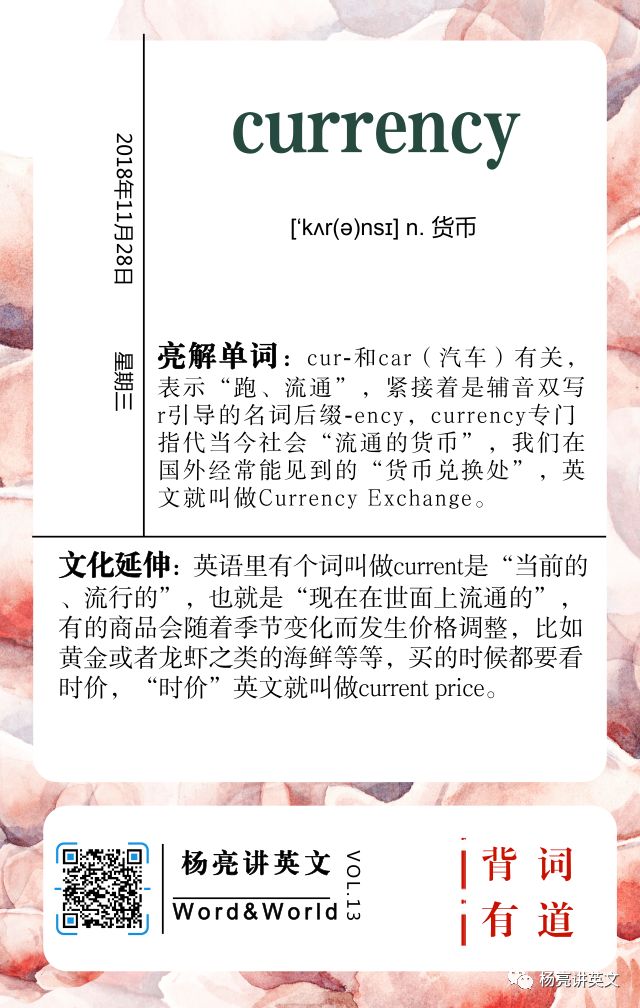 currency
['kʌr(ə)nsɪ] n. 货币
2018年11月28日
星期三
亮解单词：cur-和car（汽车）有关，
表示“跑、流通”，紧接着是辅音双写
r引导的名词后缀-ency，currency专门
指代当今社会“流通的货币”，我们在
国外经常能见到的“货币兑换处”，英
文就叫做Currency Exchange。
文化延伸：英语里有个词叫做current是“当前的
、流行的”，也就是“现在在世面上流通的”，
有的商品会随着季节变化而发生价格调整，比如
黄金或者龙虾之类的海鲜等等，买的时候都要看
时价，“时价”英文就叫做current price。
杨亮讲英文
Word&World
VOL.13
背词
有道
杨亮讲英文